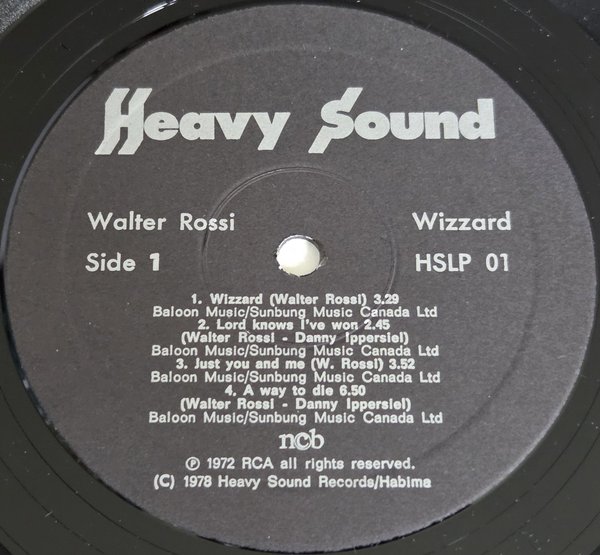 Heavy Sound
Walter Rossi Wizzard
Side 1 HSLP 01
1. Wizzard (Walter Rossi) 3.29
Baloon Music/Sunbung Music Canada Ltd
2. Lord knows I've won 2.45
(Walter Rossi - Danny Ippersiel)
Baloon Music/Sunbung Music Canada Ltd
3. Just you and me (W. Rossi) 3.52
Baloon Music/Sunbung Music Canada Ltd
4. A way to die 6.50
(Walter Rossi - Danny Ippersiel)
Baloon Music/Sunbung Music Canada Ltd
ncb
℗ 1972 RCA all rights reserved.
(C) 1978 Heavy Sound Records/Habima